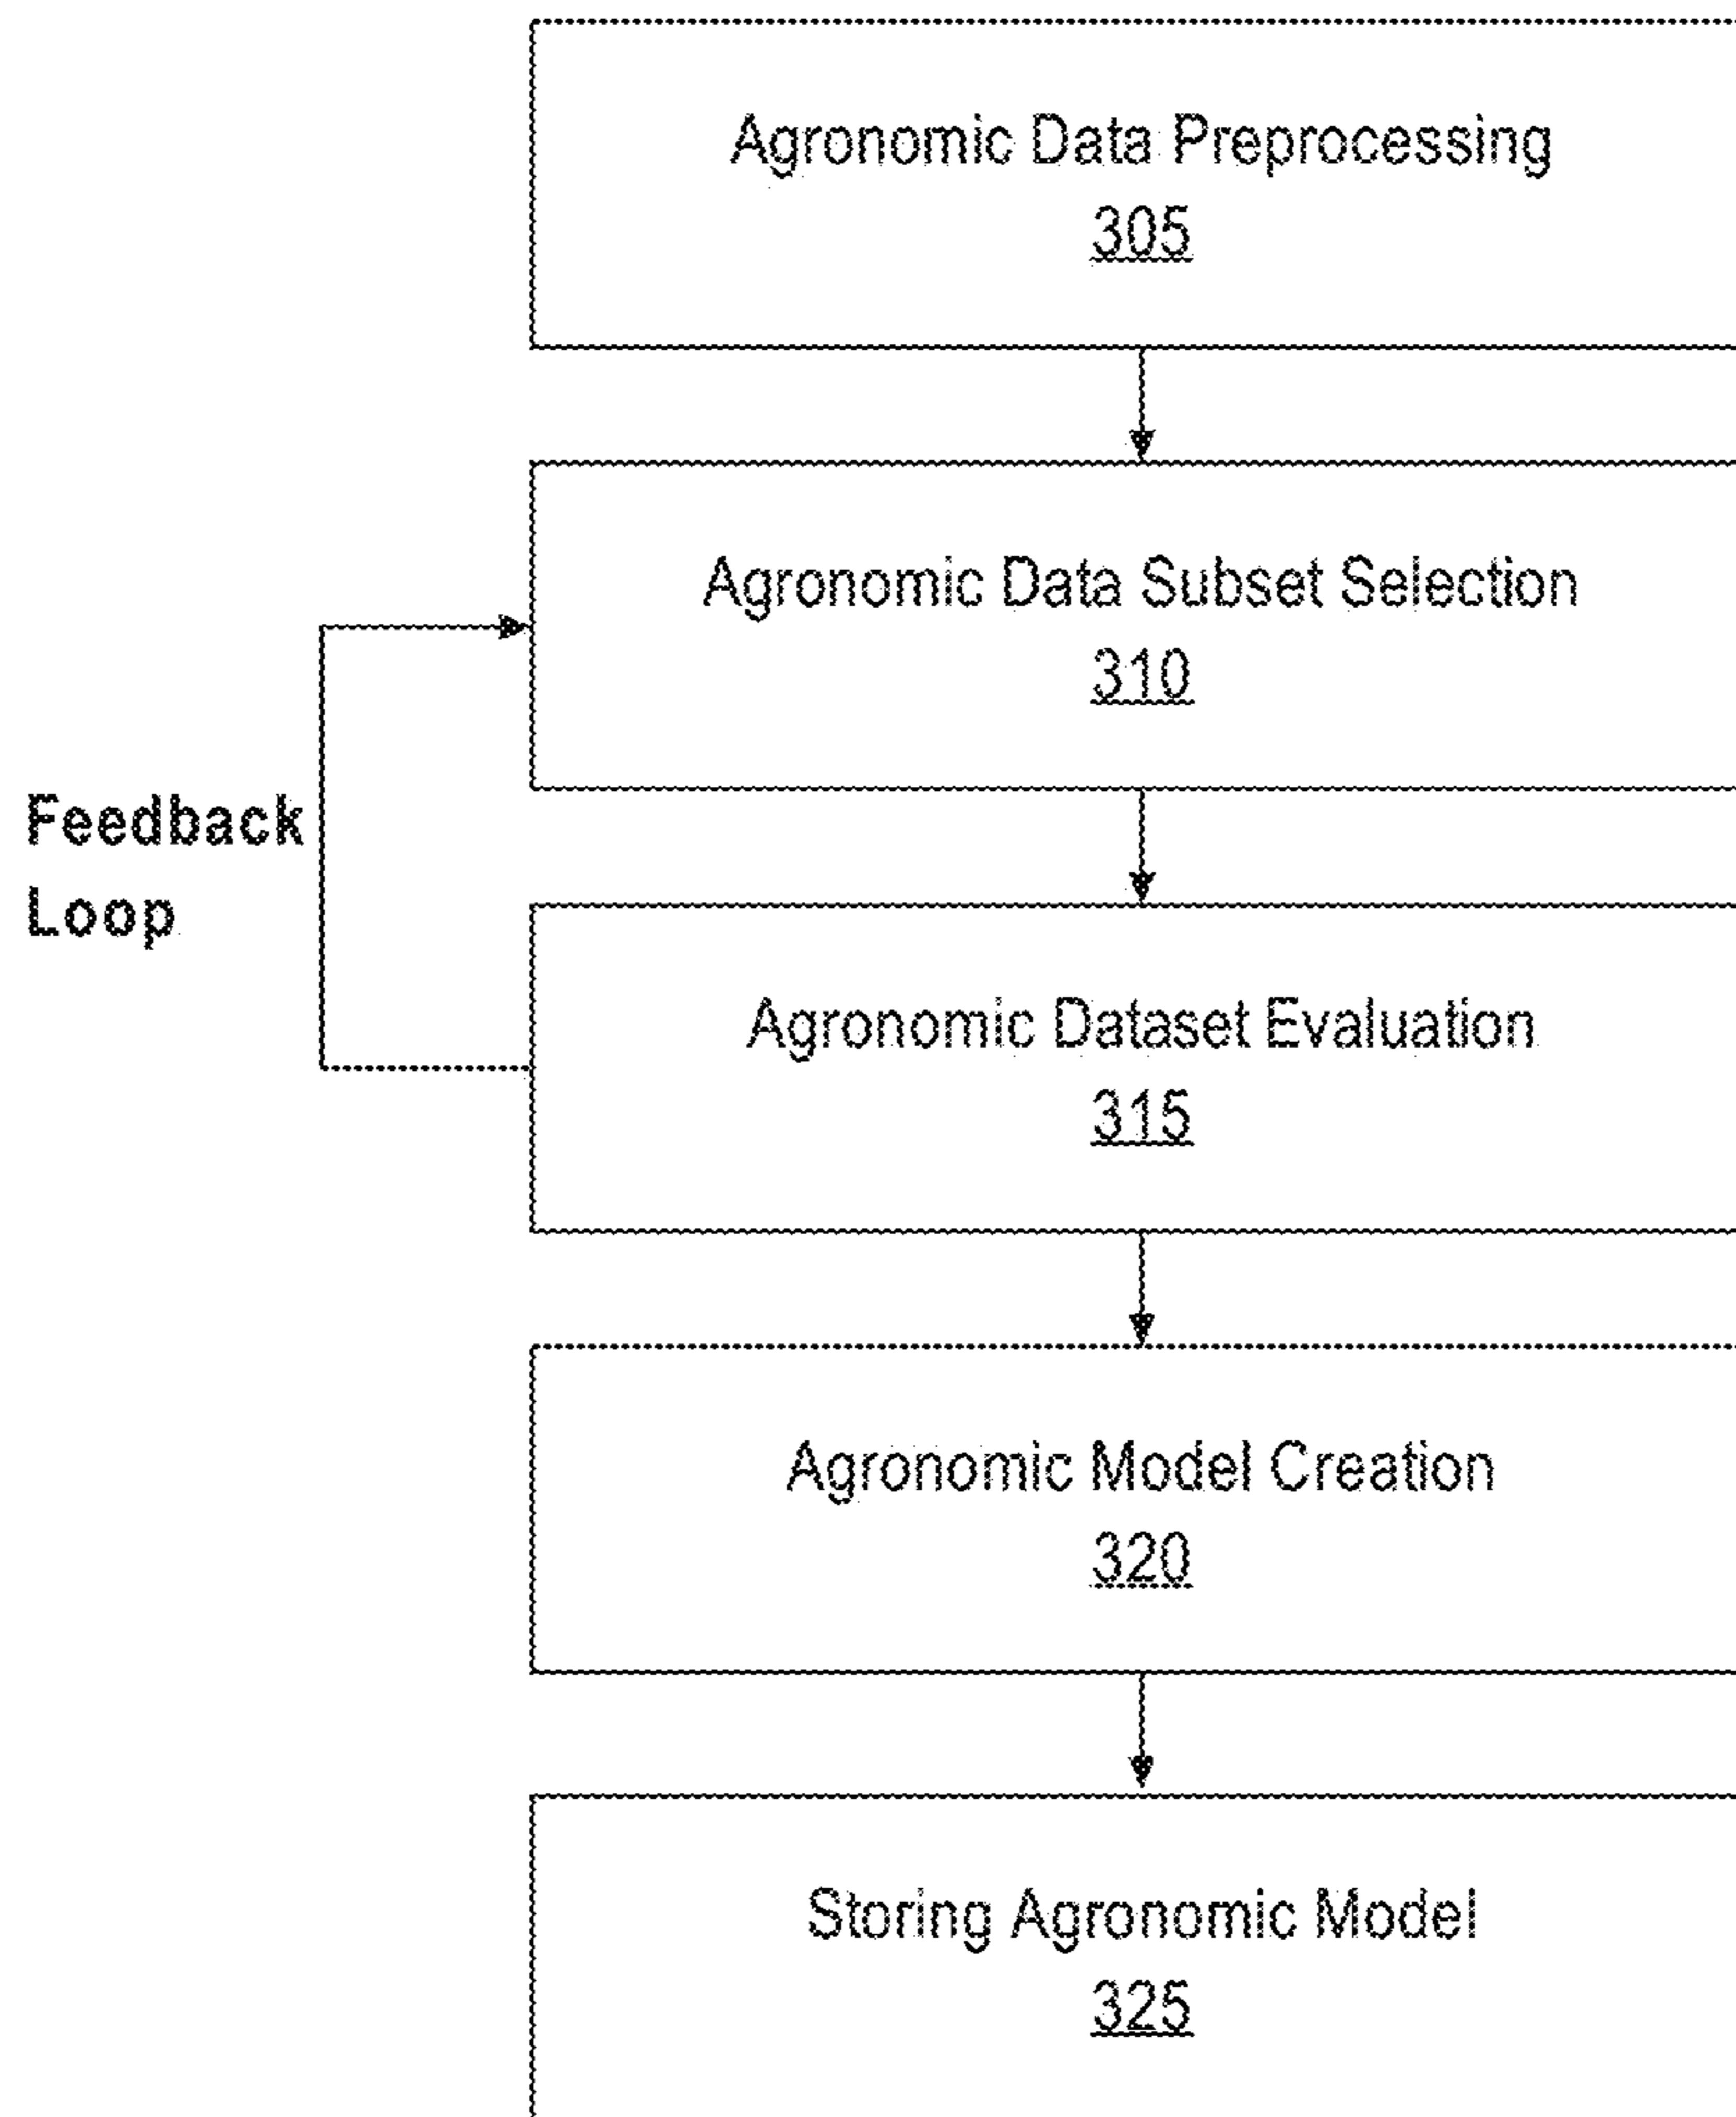 Agronomic Data Preprocessing
305
Agronomic Data Subset Selection
310
Feedback
Loop
Agronomic Dataset Evaluation
315
Agronomic Model Creation
320
Storing Agronomic Model
325